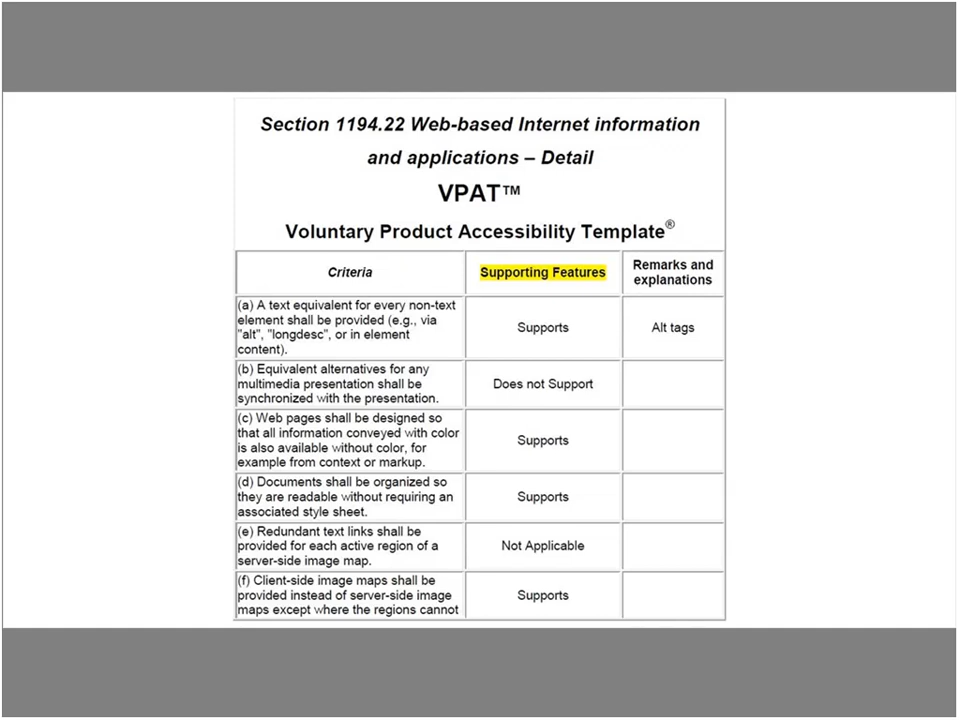 Section 1194.22 Web-based Internet information
and applications – Detail
VPAT™
Voluntary Product Accessibility Template®
Criteria
Supporting Features
Remarks and
explanations
(a) A text equivalent for every non-text
element shall be provided (e.g., via
"alt", "longdesc", or in element
content).
Supports
Alt tags
(b) Equivalent alternatives for any
multimedia presentation shall be
synchronized with the presentation.
Does not Support
(c) Web pages shall be designed so
that all information conveyed with color
is also available without color, for
example from context or markup.
Supports
(d) Documents shall be organized so
they are readable without requiring an
associated style sheet.
Supports
(e) Redundant text links shall be
provided for each active region of a
server-side image map.
Not Applicable
(f) Client-side image maps shall be
provided instead of server-side image
maps except where the regions cannot
Supports